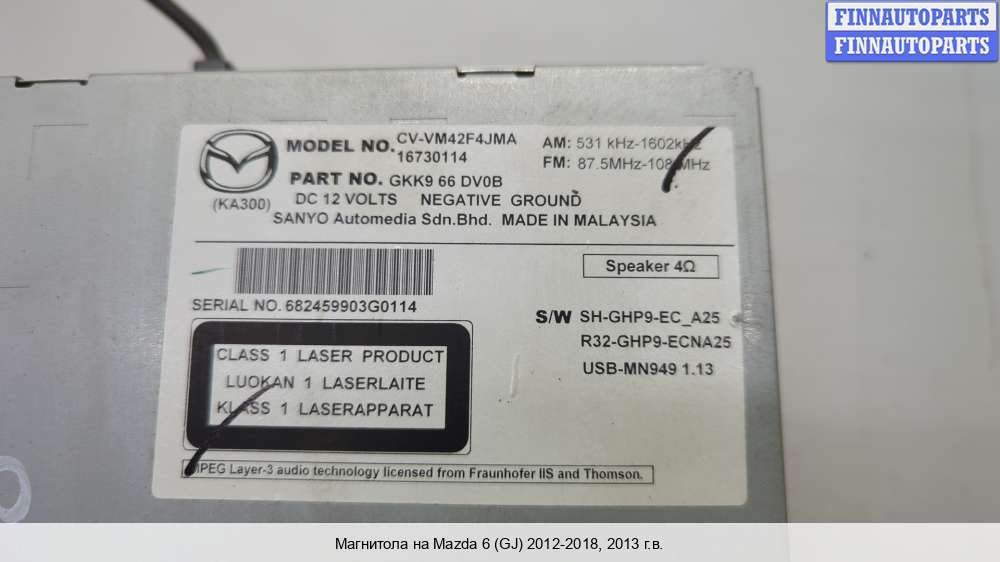 FINNAUTOPARTS
FINNAUTOPARTS
MODEL NO. CV-VM42F4JMA
16730114
AM: 531 kHz-1602kHz
FM: 87.5MHz-108 MHz
PART NO. GKK9 66 DV0B
(KA300)
DC 12 VOLTS NEGATIVE GROUND
SANYO Automedia Sdn.Bhd. MADE IN MALAYSIA
Speaker 4Ω
SERIAL NO. 682459903G0114
S/W SH-GHP9-EC_A25
R32-GHP9-ECNA25
USB-MN949 1.13
CLASS 1 LASER PRODUCT
LUOKAN 1 LASERLAITE
KLASS 1 LASERAPPARAT
MPEG Layer-3 audio technology licensed from Fraunhofer IIS and Thomson.
Магнитола на Mazda 6 (GJ) 2012-2018, 2013 г.в.